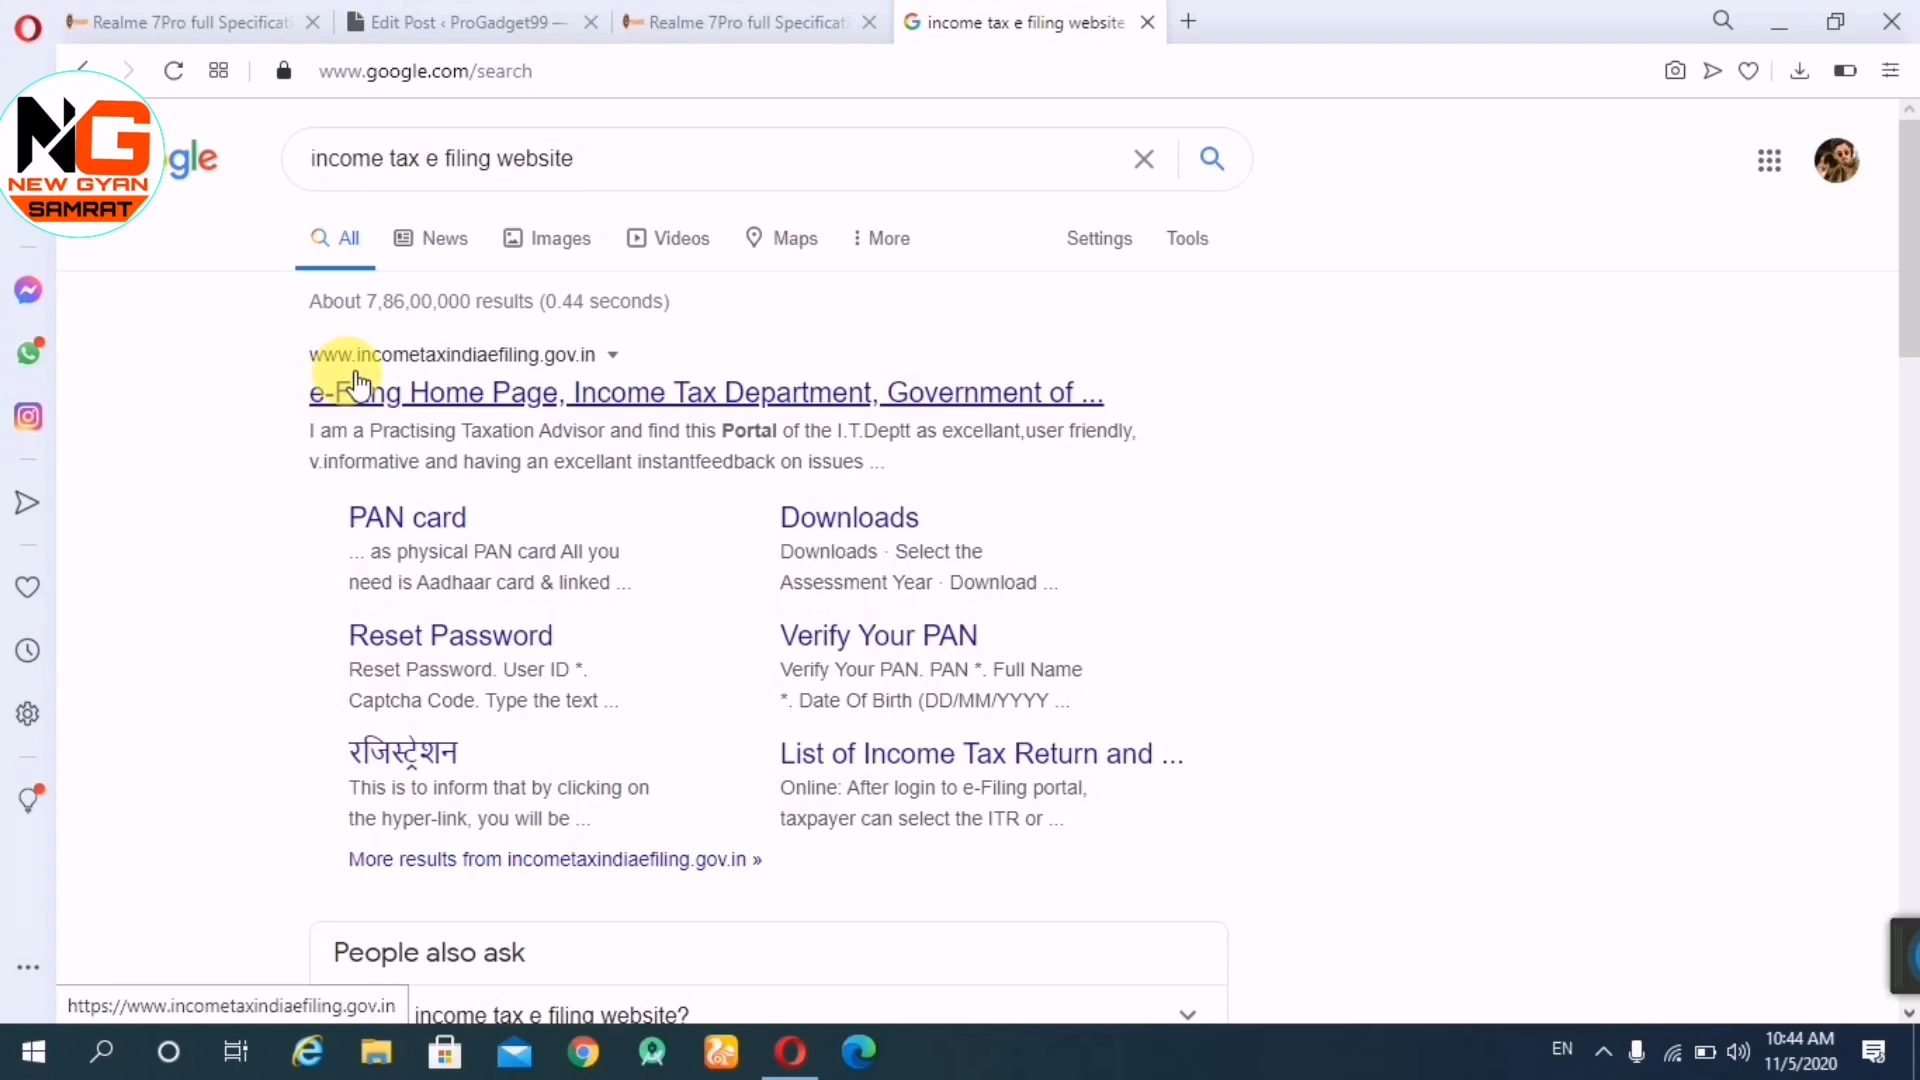 Realme 7Pro full Specificati
Edit Post ‹ ProGadget99 —
Realme 7Pro full Specificati
income tax e filing website
www.google.com/search
NG
NEW GYAN
SAMRAT
gle
income tax e filing website
All
News
Images
Videos
Maps
More
Settings
Tools
About 7,86,00,000 results (0.44 seconds)
www.incometaxindiaefiling.gov.in
e-Filing Home Page, Income Tax Department, Government of ...
I am a Practising Taxation Advisor and find this Portal of the I.T.Deptt as excellant,user friendly,
v.informative and having an excellant instantfeedback on issues ...
PAN card
... as physical PAN card All you
need is Aadhaar card & linked ...
Downloads
Downloads · Select the
Assessment Year · Download ...
Reset Password
Reset Password. User ID *.
Captcha Code. Type the text ...
Verify Your PAN
Verify Your PAN. PAN *. Full Name
*. Date Of Birth (DD/MM/YYYY ...
रजिस्ट्रेशन
This is to inform that by clicking on
the hyper-link, you will be ...
List of Income Tax Return and ...
Online: After login to e-Filing portal,
taxpayer can select the ITR or ...
More results from incometaxindiaefiling.gov.in »
People also ask
income tax e filing website?
https://www.incometaxindiaefiling.gov.in
EN
10:44 AM
11/5/2020